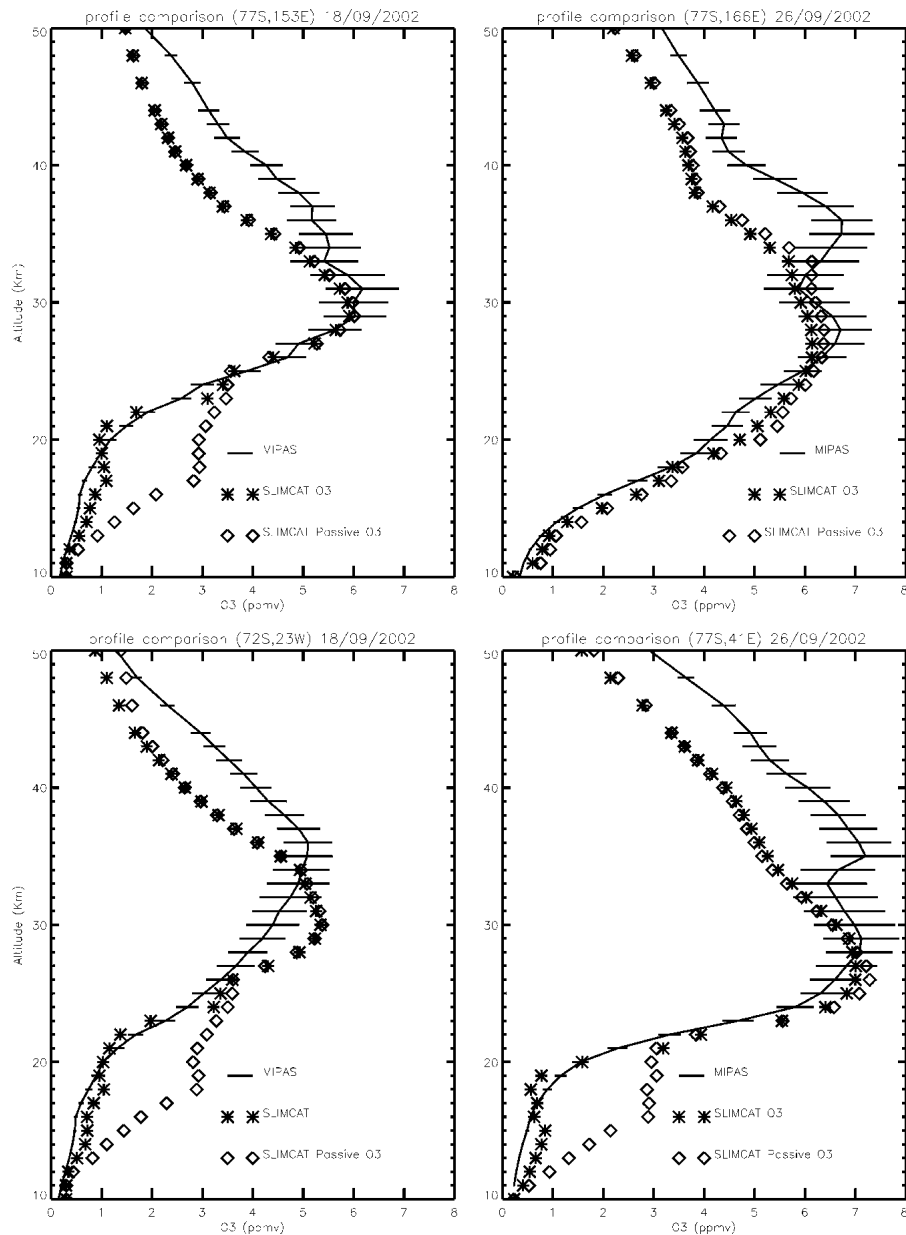 profile comparison (77S,153E) 18/09/2002
50
40
30
20
10
Altitude (Km)
VIPAS
SLIMCAT O3
SLIMCAT Passive O3
0 1 2 3 4 5 6 7 8
O3 (ppmv)
profile comparison (77S,166E) 26/09/2002
50
40
30
20
10
MIPAS
SLIMCAT O3
SLIMCAT Passive O3
0 1 2 3 4 5 6 7 8
O3 (ppmv)
profile comparison (72S,23W) 18/09/2002
50
40
30
20
10
Altitude (Km)
VIPAS
SLIMCAT
SLIMCAT Passive O3
0 1 2 3 4 5 6 7 8
O3 (ppmv)
profile comparison (77S,41E) 26/09/2002
50
40
30
20
10
MIPAS
SLIMCAT O3
SLIMCAT Passive O3
0 1 2 3 4 5 6 7 8
O3 (ppmv)